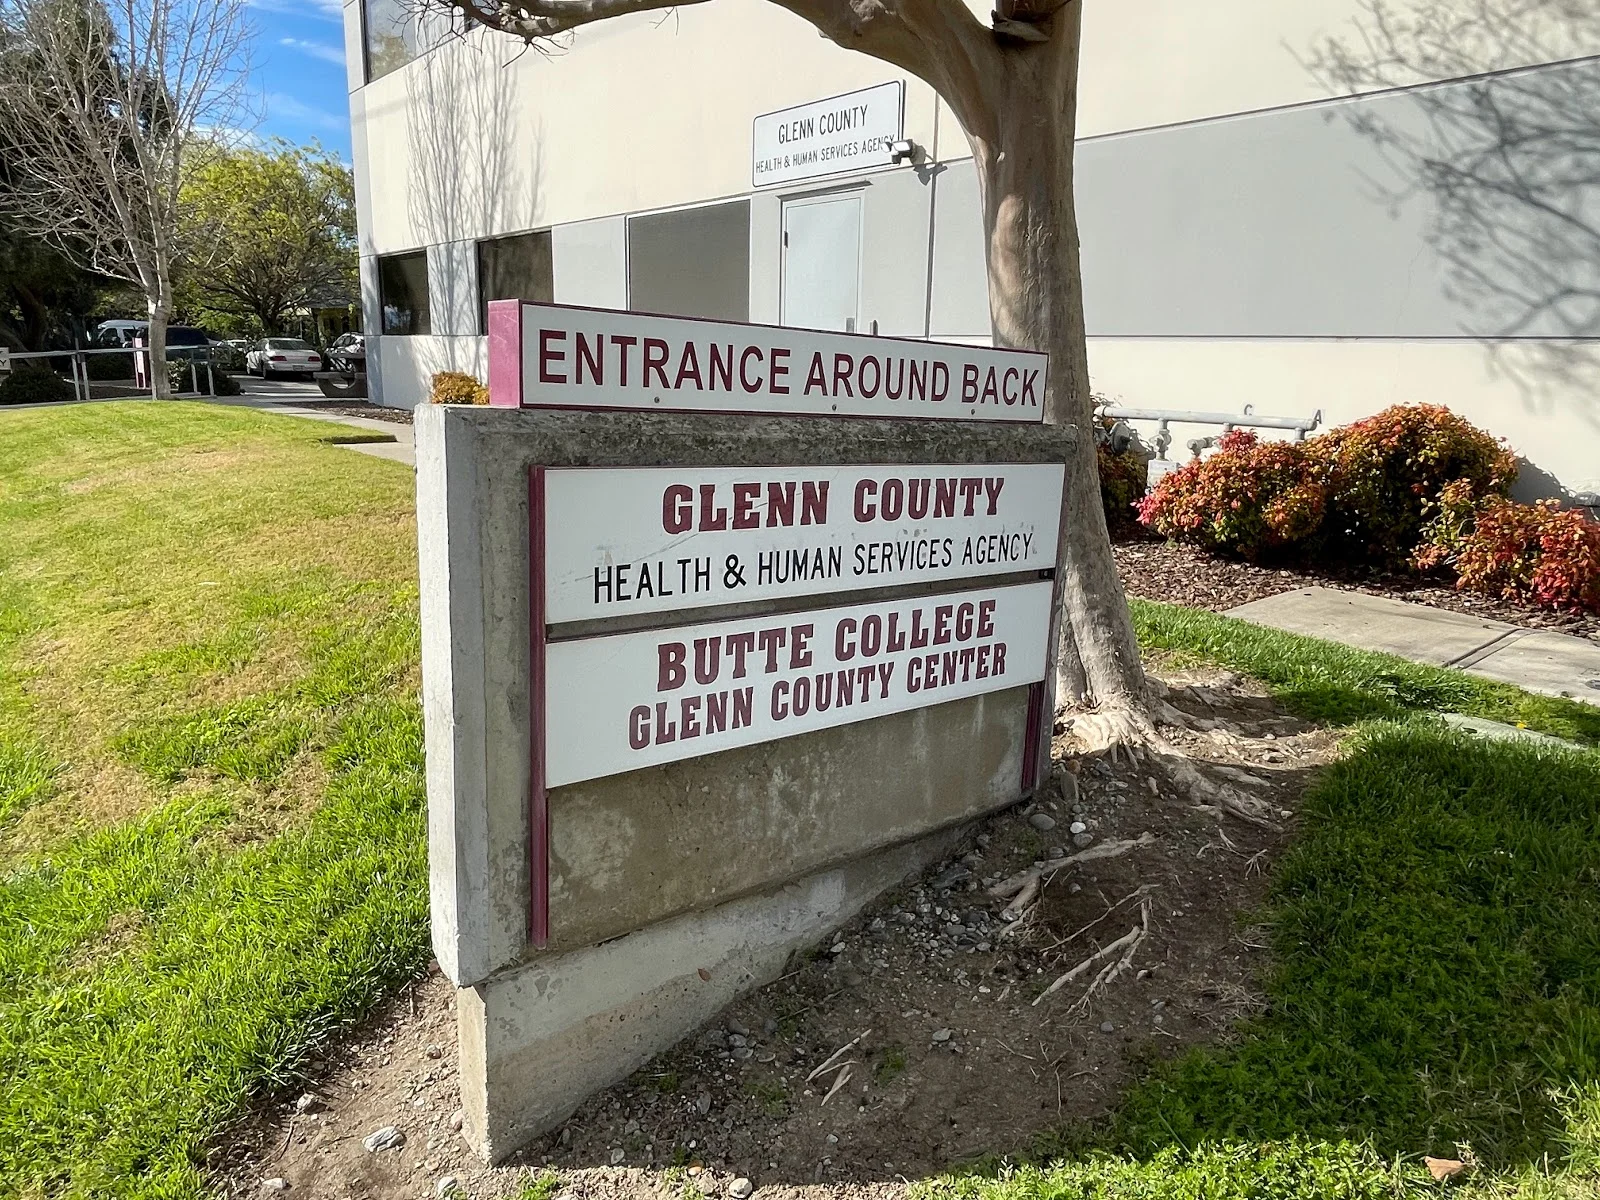 GLENN COUNTY
HEALTH & HUMAN SERVICES AGENCY
ENTRANCE AROUND BACK
GLENN COUNTY
HEALTH & HUMAN SERVICES AGENCY
BUTTE COLLEGE
GLENN COUNTY CENTER